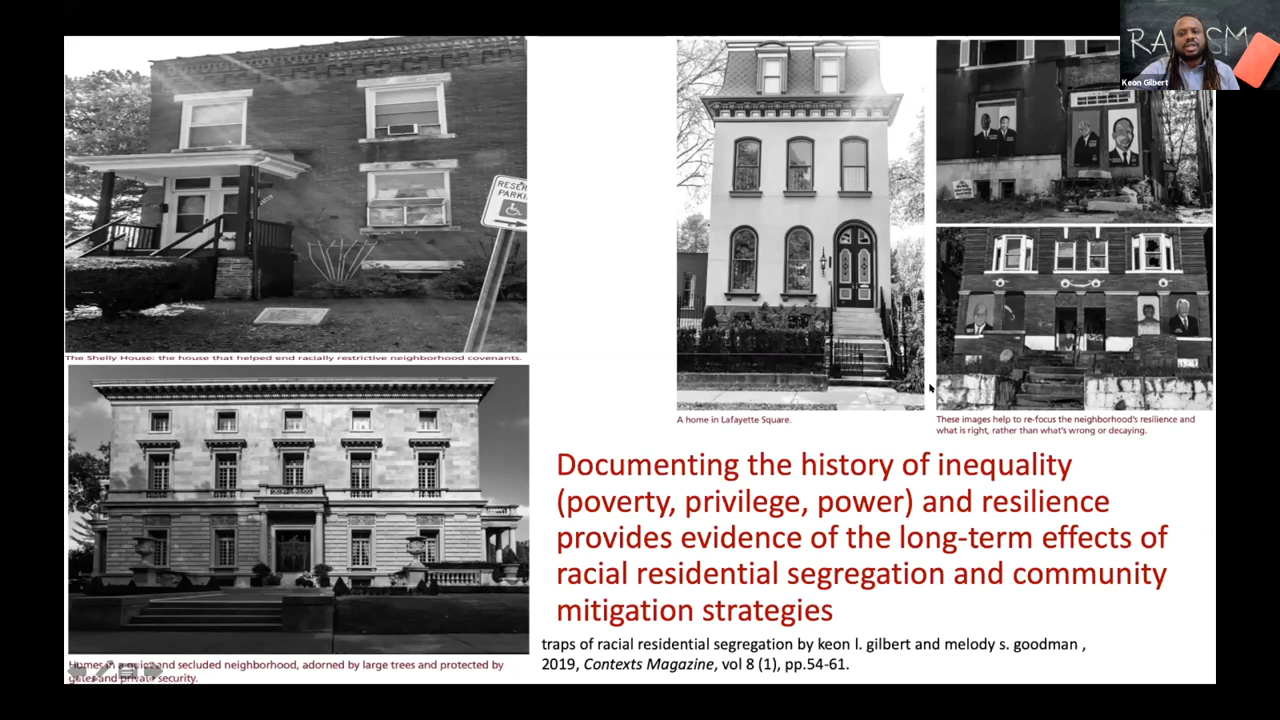 RA SM
Keon Gilbert
RESER
PARKIN
The Shelly House: the house that helped end racially restrictive neighborhood covenants.
A home in Lafayette Square.
These images help to re-focus the neighborhood's resilience and
what is right, rather than what's wrong or decaying.
Documenting the history of inequality
(poverty, privilege, power) and resilience
provides evidence of the long-term effects of
racial residential segregation and community
mitigation strategies
traps of racial residential segregation by keon l. gilbert and melody s. goodman ,
2019, Contexts Magazine, vol 8 (1), pp.54-61.
Homes in a quiet and secluded neighborhood, adorned by large trees and protected by
gates and private security.